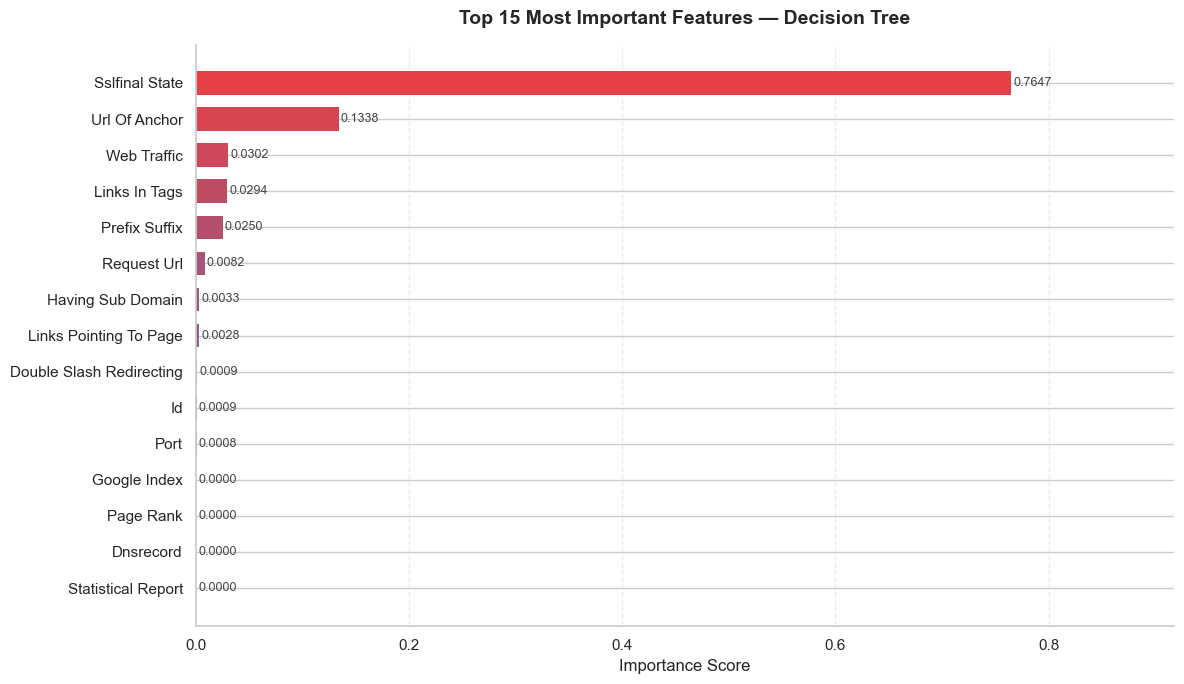 Top 15 Most Important Features — Decision Tree
Sslfinal State 0.7647
Url Of Anchor 0.1338
Web Traffic 0.0302
Links In Tags 0.0294
Prefix Suffix 0.0250
Request Url 0.0082
Having Sub Domain 0.0033
Links Pointing To Page 0.0028
Double Slash Redirecting 0.0009
Id 0.0009
Port 0.0008
Google Index 0.0000
Page Rank 0.0000
Dnsrecord 0.0000
Statistical Report 0.0000
0.0 0.2 0.4 0.6 0.8
Importance Score